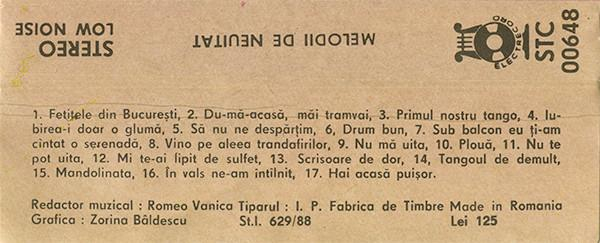 STEREO
LOW NOISE
MELODII DE NEUITAT
ELECTRECORD
STC
00648
1. Fetițele din București, 2. Du-mă-acasă, măi tramvai, 3. Primul nostru tango, 4. Iu-
birea-i doar o glumă, 5. Să nu ne despărțim, 6, Drum bun, 7. Sub balcon eu ți-am
cintat o serenadă, 8. Vino pe aleea trandafirilor, 9. Nu mă uita, 10. Plouă, 11. Nu te
pot uita, 12. Mi te-ai lipit de sulfet, 13. Scrisoare de dor, 14, Tangoul de demult,
15. Mandolinata, 16. În vals ne-am intilnit, 17. Hai acasă puișor.
Redactor muzical : Romeo Vanica Tiparul : I. P. Fabrica de Timbre Made in Romania
Grafica : Zorina Băldescu St.I. 629/88 Lei 125